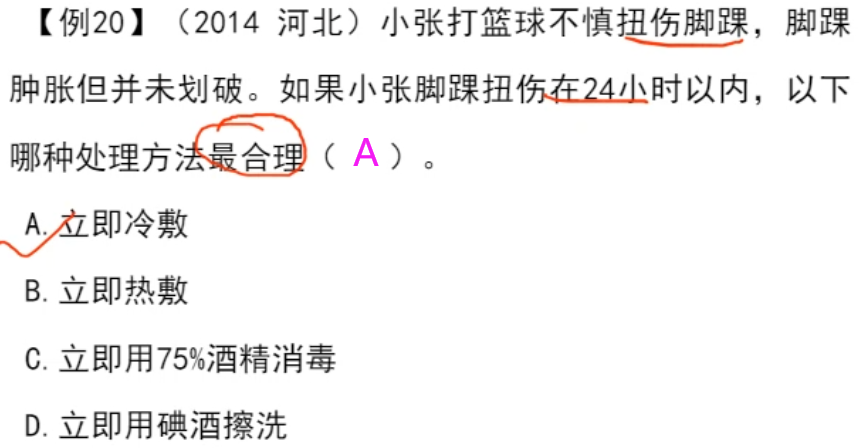 【例20】（2014 河北）小张打篮球不慎扭伤脚踝，脚踝
肿胀但并未划破。如果小张脚踝扭伤在24小时以内，以下
哪种处理方法最合理（ A ）。
A. 立即冷敷
B. 立即热敷
C. 立即用75%酒精消毒
D. 立即用碘酒擦洗